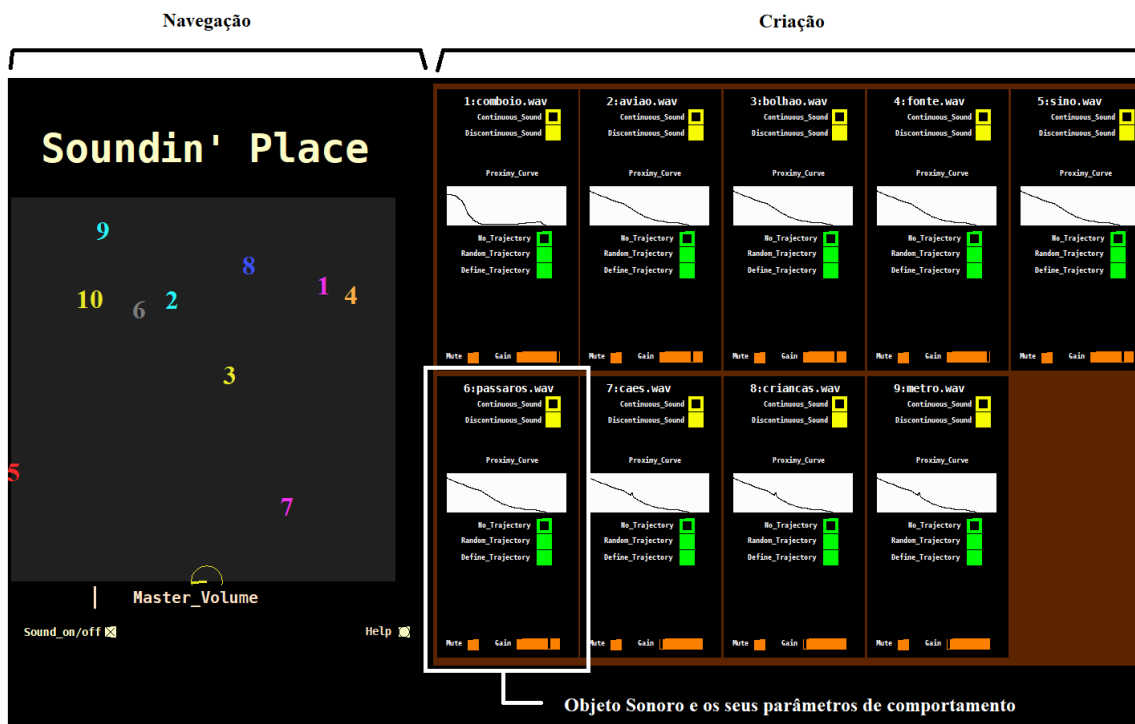 Navegação
Criação
Soundin' Place
9
8
1
4
10
6
2
3
5
7
Master_Volume
Sound_on/off
Help
1:comboio.wav
Continuous_Sound
Discontinuous_Sound
Proximy_Curve
No_Trajectory
Random_Trajectory
Define_Trajectory
Mute Gain
2:aviao.wav
Continuous_Sound
Discontinuous_Sound
Proximy_Curve
No_Trajectory
Random_Trajectory
Define_Trajectory
Mute Gain
3:bolhao.wav
Continuous_Sound
Discontinuous_Sound
Proximy_Curve
No_Trajectory
Random_Trajectory
Define_Trajectory
Mute Gain
4:fonte.wav
Continuous_Sound
Discontinuous_Sound
Proximy_Curve
No_Trajectory
Random_Trajectory
Define_Trajectory
Mute Gain
5:sino.wav
Continuous_Sound
Discontinuous_Sound
Proximy_Curve
No_Trajectory
Random_Trajectory
Define_Trajectory
Mute Gain
6:passaros.wav
Continuous_Sound
Discontinuous_Sound
Proximy_Curve
No_Trajectory
Random_Trajectory
Define_Trajectory
Mute Gain
7:caes.wav
Continuous_Sound
Discontinuous_Sound
Proximy_Curve
No_Trajectory
Random_Trajectory
Define_Trajectory
Mute Gain
8:criancas.wav
Continuous_Sound
Discontinuous_Sound
Proximy_Curve
No_Trajectory
Random_Trajectory
Define_Trajectory
Mute Gain
9:metro.wav
Continuous_Sound
Discontinuous_Sound
Proximy_Curve
No_Trajectory
Random_Trajectory
Define_Trajectory
Mute Gain
Objeto Sonoro e os seus parâmetros de comportamento